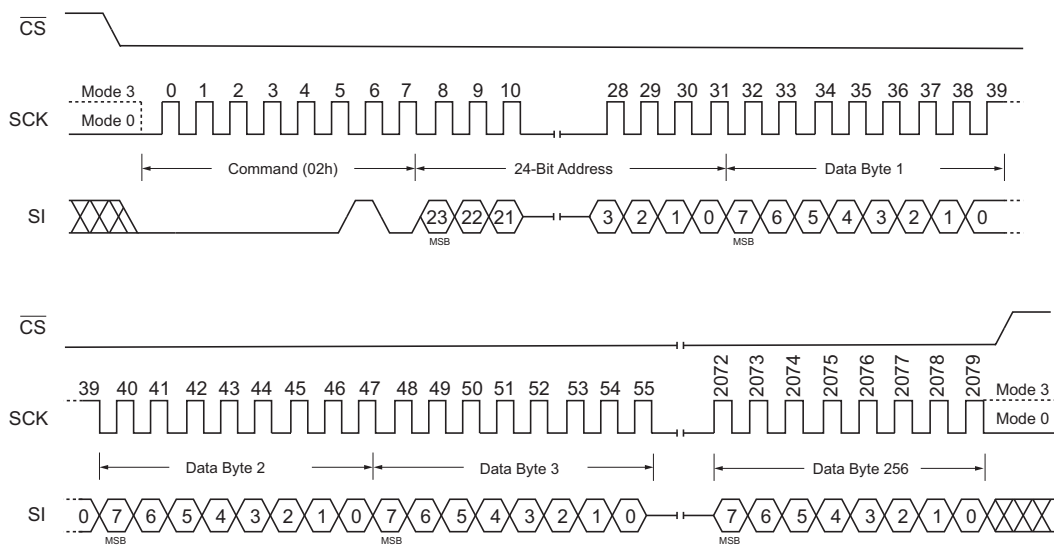 CS
Mode 3
0 1 2 3 4 5 6 7 8 9 10 28 29 30 31 32 33 34 35 36 37 38 39
SCK
Mode 0
Command (02h) 24-Bit Address Data Byte 1
SI
23 22 21 3 2 1 0 7 6 5 4 3 2 1 0
MSB MSB
CS
39 40 41 42 43 44 45 46 47 48 49 50 51 52 53 54 55 2072 2073 2074 2075 2076 2077 2078 2079
Mode 3
SCK
Mode 0
Data Byte 2 Data Byte 3 Data Byte 256
SI
0 7 6 5 4 3 2 1 0 7 6 5 4 3 2 1 0 7 6 5 4 3 2 1 0
MSB MSB MSB